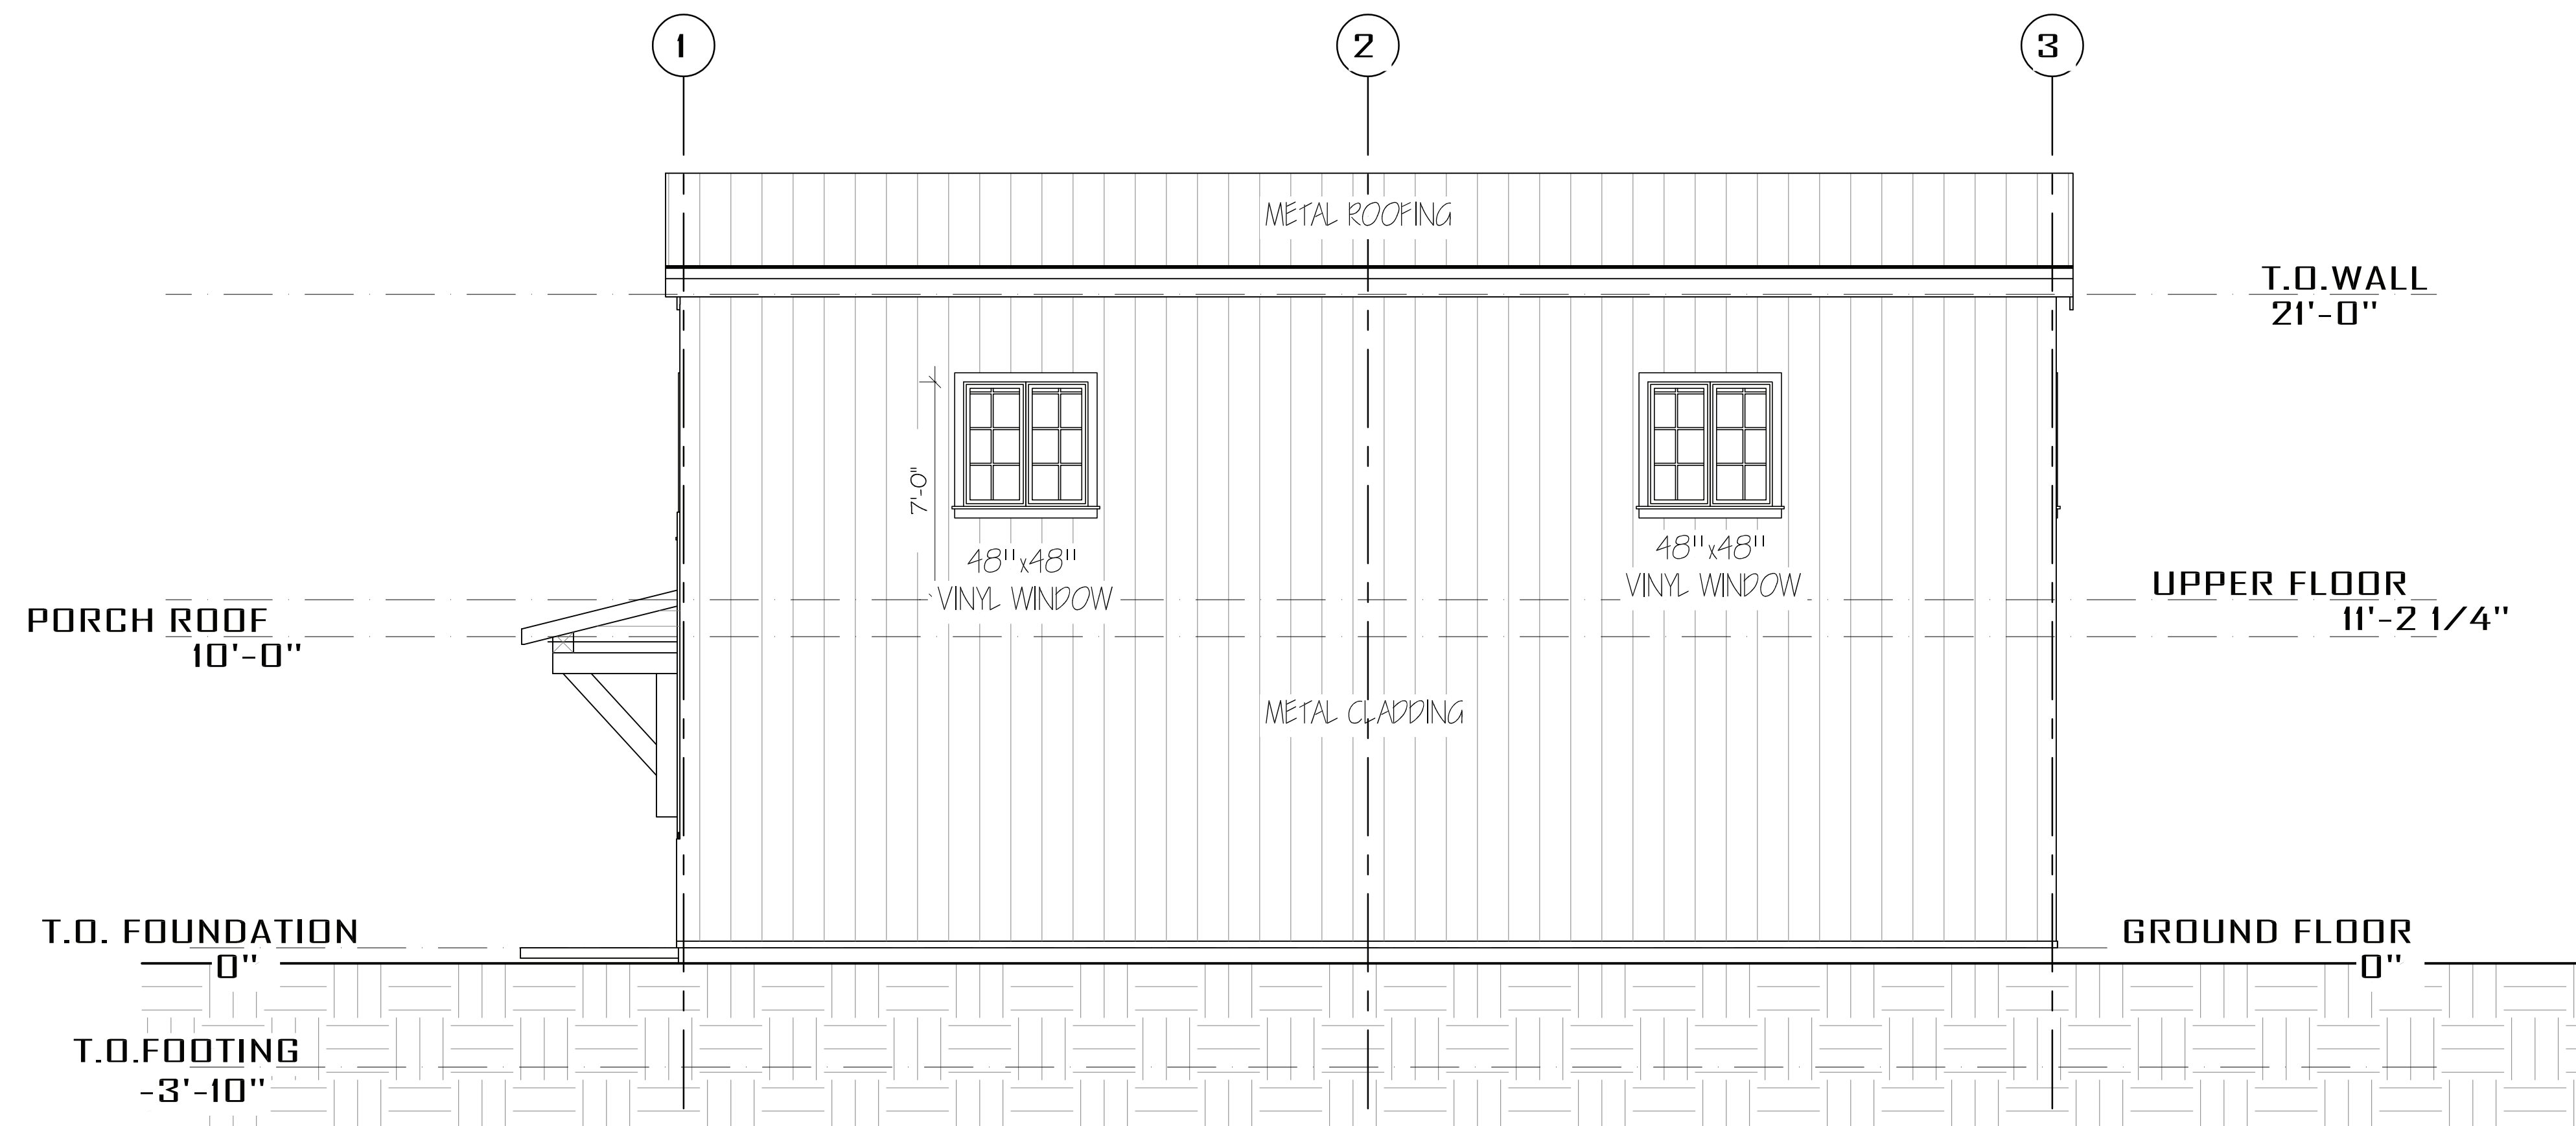 1
2
3
METAL ROOFING
T.O.WALL
21'-0"
7'-0"
48"x48"
VINYL WINDOW
48"x48"
VINYL WINDOW
UPPER FLOOR
11'-2 1/4"
PORCH ROOF
10'-0"
METAL CLADDING
T.O. FOUNDATION
0"
GROUND FLOOR
0"
T.O.FOOTING
-3'-10"